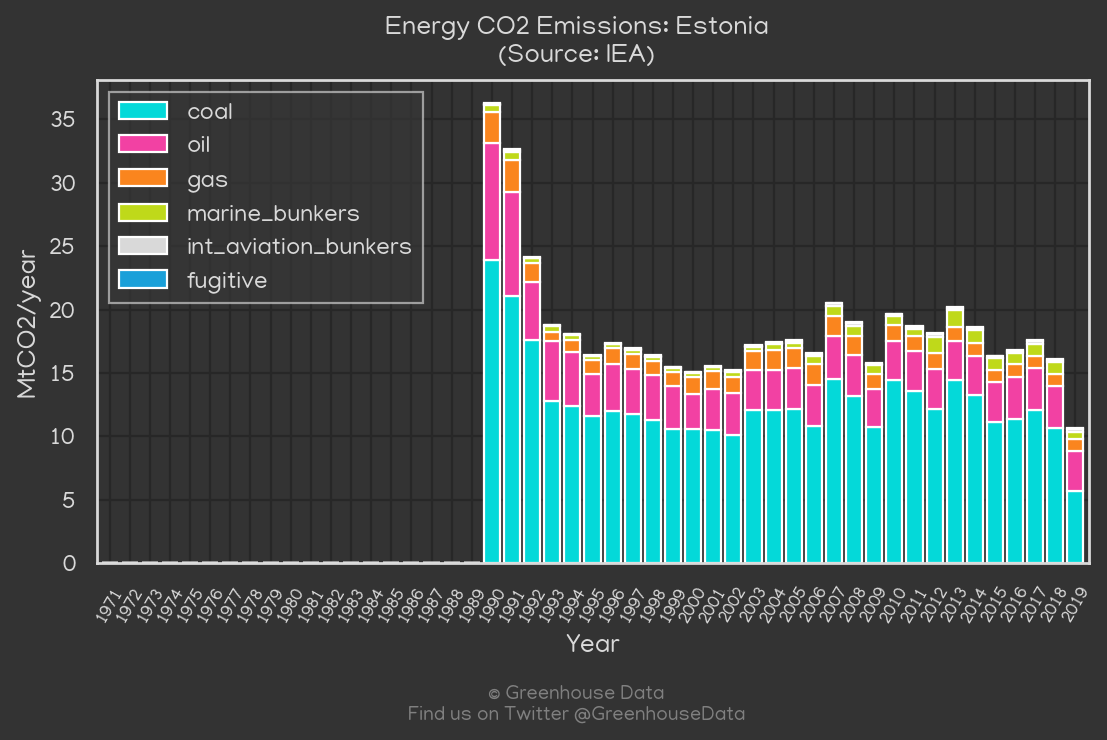 Energy CO2 Emissions: Estonia
(Source: IEA)
coal
oil
gas
marine_bunkers
int_aviation_bunkers
fugitive
MtCO2/year
35
30
25
20
15
10
5
0
1971 1972 1973 1974 1975 1976 1977 1978 1979 1980 1981 1982 1983 1984 1985 1986 1987 1988 1989 1990 1991 1992 1993 1994 1995 1996 1997 1998 1999 2000 2001 2002 2003 2004 2005 2006 2007 2008 2009 2010 2011 2012 2013 2014 2015 2016 2017 2018 2019
Year
© Greenhouse Data
Find us on Twitter @GreenhouseData